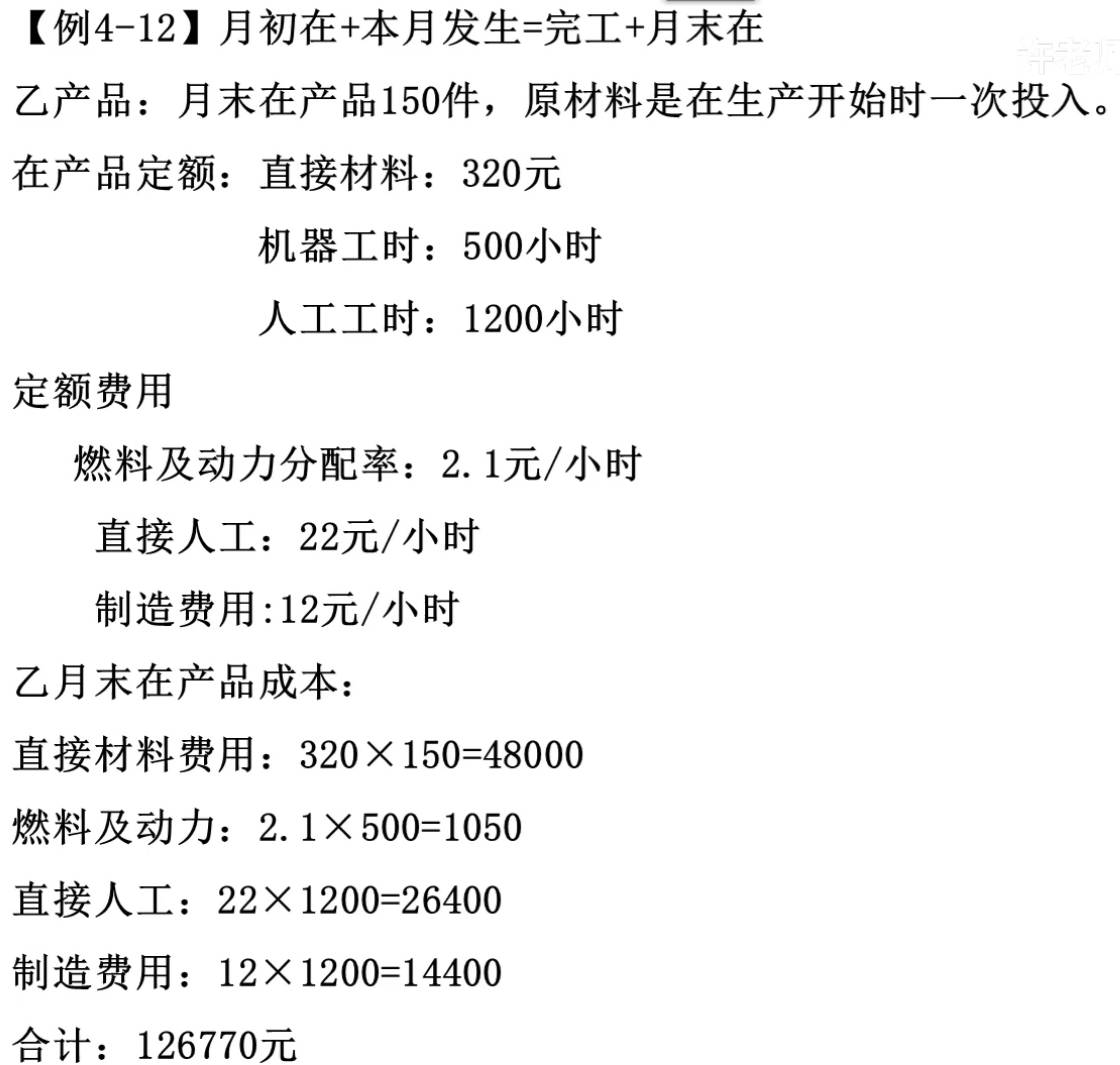 【例4-12】月初在+本月发生=完工+月末在
乙产品：月末在产品150件，原材料是在生产开始时一次投入。
在产品定额：直接材料：320元
机器工时：500小时
人工工时：1200小时
定额费用
燃料及动力分配率：2.1元/小时
直接人工：22元/小时
制造费用:12元/小时
乙月末在产品成本：
直接材料费用：320×150=48000
燃料及动力：2.1×500=1050
直接人工：22×1200=26400
制造费用：12×1200=14400
合计：126770元